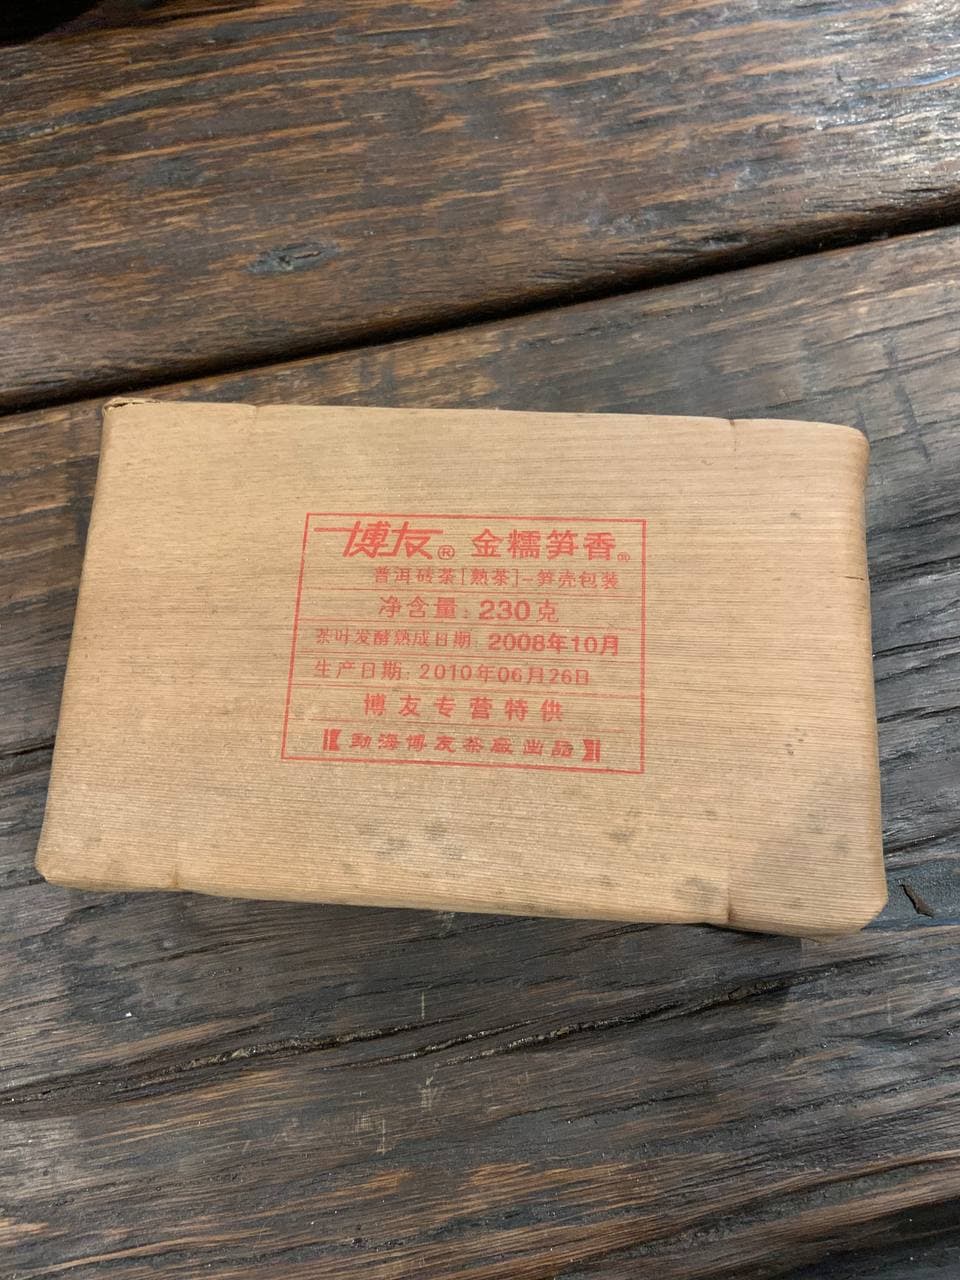 博友® 金糯笋香
普洱砖茶[熟茶]-笋壳包装
净含量: 230克
茶叶发酵熟成日期: 2008年10月
生产日期: 2010年06月26日
博友专营特供
【勐海博友茶廠出品】